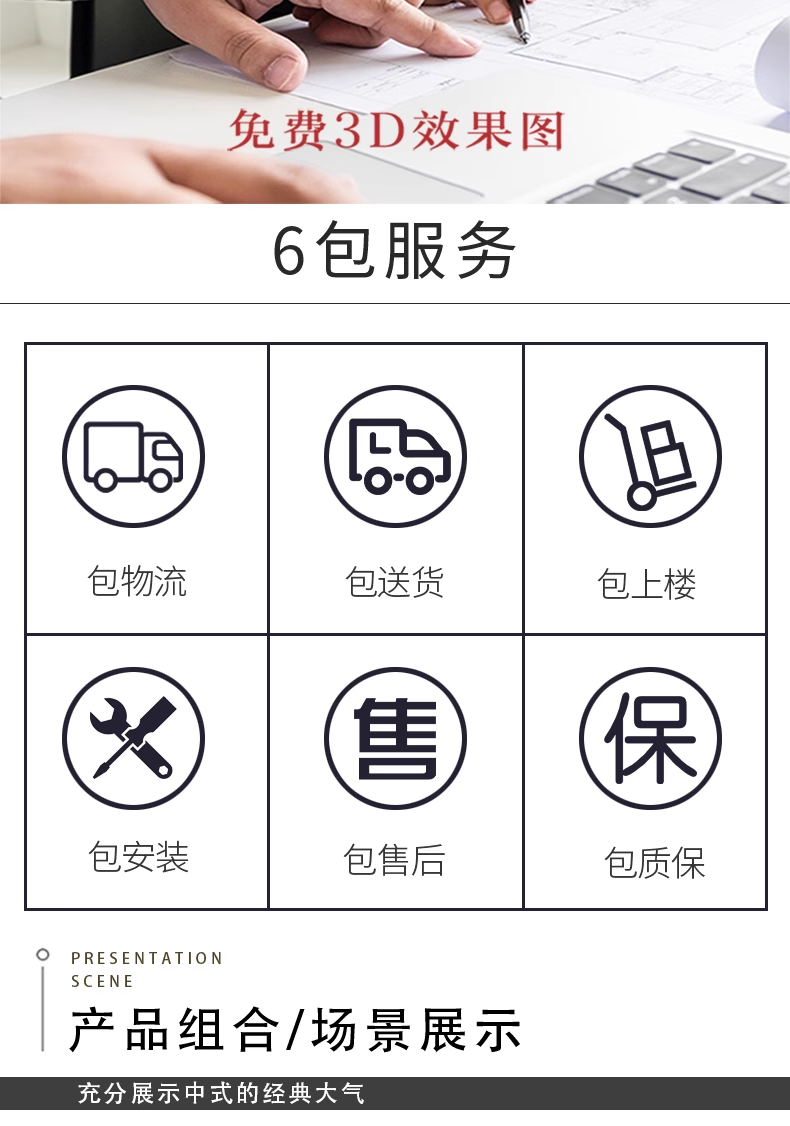 免费3D效果图
6包服务
包物流
包送货
包上楼
售
保
包安装
包售后
包质保
PRESENTATION
SCENE
产品组合/场景展示
充分展示中式的经典大气